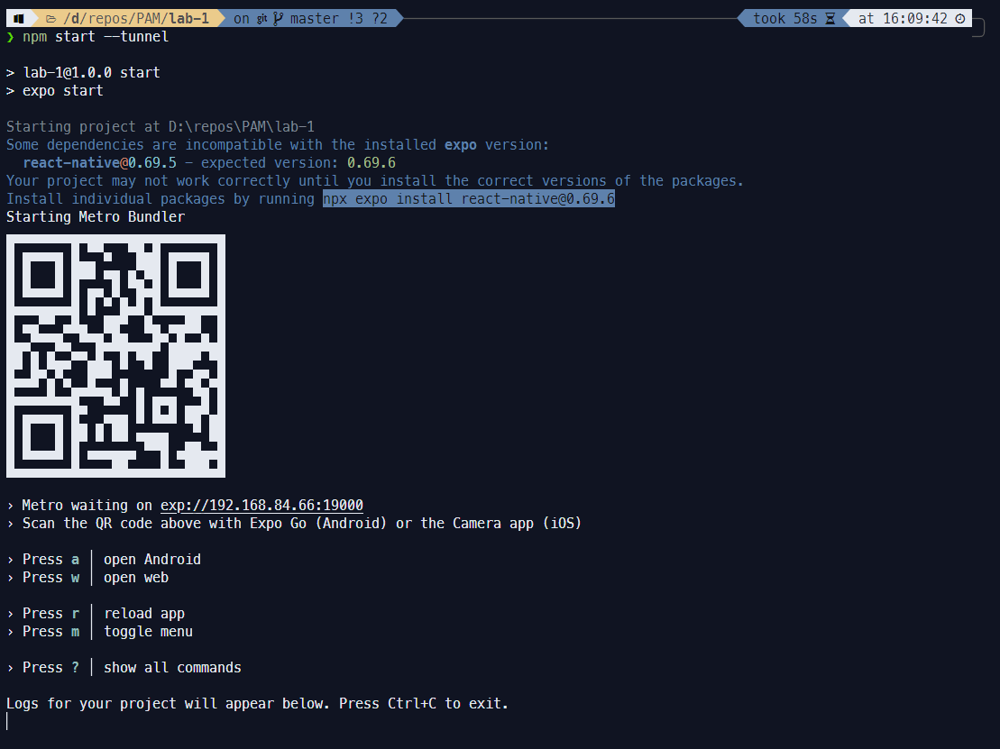 /d/repos/PAM/lab-1 on git master !3 ?2 took 58s at 16:09:42
❯ npm start --tunnel
> lab-1@1.0.0 start
> expo start
Starting project at D:\repos\PAM\lab-1
Some dependencies are incompatible with the installed expo version:
react-native@0.69.5 - expected version: 0.69.6
Your project may not work correctly until you install the correct versions of the packages.
Install individual packages by running npx expo install react-native@0.69.6
Starting Metro Bundler
› Metro waiting on exp://192.168.84.66:19000
› Scan the QR code above with Expo Go (Android) or the Camera app (iOS)
› Press a │ open Android
› Press w │ open web
› Press r │ reload app
› Press m │ toggle menu
› Press ? │ show all commands
Logs for your project will appear below. Press Ctrl+C to exit.